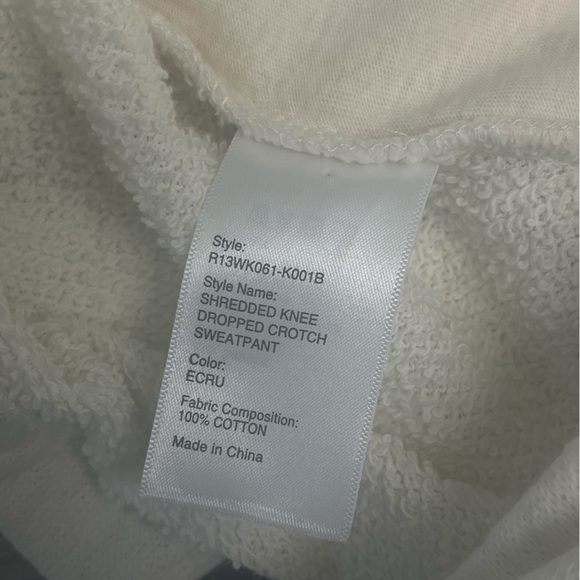 Style:
R13WK061-K001B
Style Name:
SHREDDED KNEE
DROPPED CROTCH
SWEATPANT
Color:
ECRU
Fabric Composition:
100% COTTON
Made in China